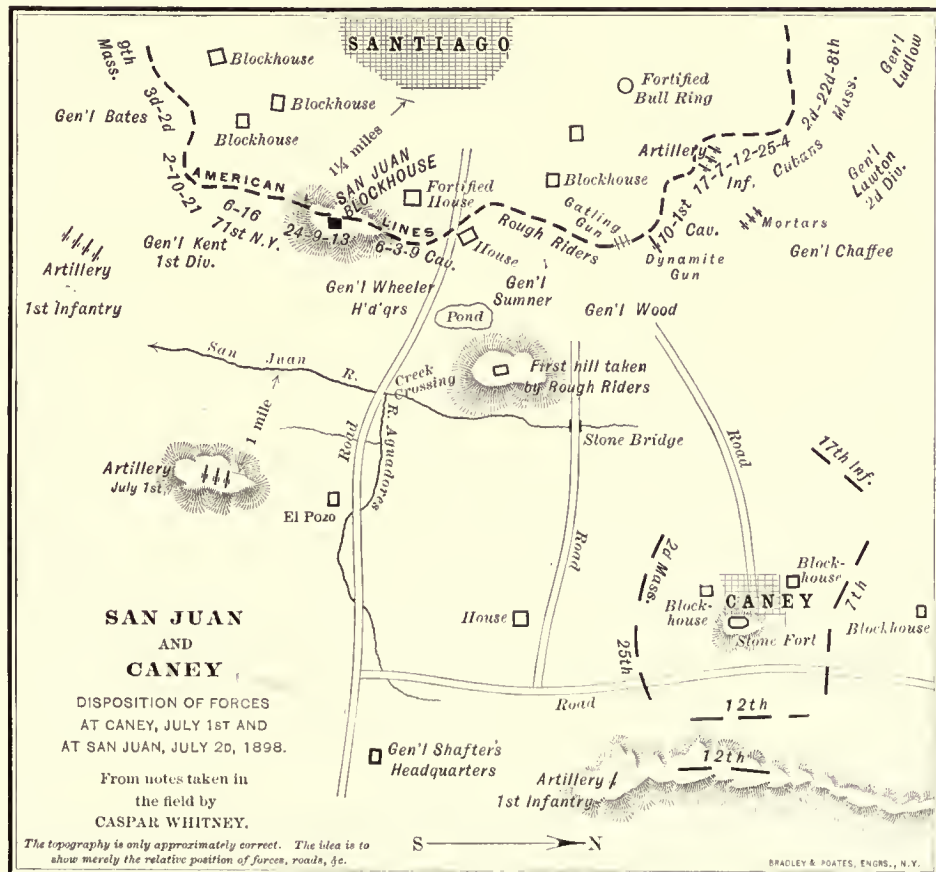 SANTIAGO
9th
Mass.
Blockhouse
3d-2d
Gen'l Bates
Blockhouse
Blockhouse
1¼ miles
Fortified
Bull Ring
2d-22d-8th
Mass.
Gen'l
Ludlow
Artillery
17-7-12-25-4
Inf.
Cubans
Gen'l
Lawton
2d Div.
2-10-21
AMERICAN
LINES
SAN JUAN
BLOCKHOUSE
Fortified
House
Blockhouse
6-16
71st N.Y.
24-9-13
6-3-9 Cav.
House
Rough Riders
Gatling
Gun
10-1st
Cav.
Mortars
Dynamite
Gun
Gen'l Chaffee
Gen'l Kent
1st Div.
Artillery
1st Infantry
Gen'l Wheeler
H'd'qrs
Gen'l
Sumner
Gen'l Wood
Pond
San Juan R.
Creek
Crossing
First hill taken
by Rough Riders
1 mile
Road
R. Aguadores
Stone Bridge
Road
17th Inf.
Artillery
July 1st,
El Pozo
Road
2d Mass.
Block-
house
Block-
house
CANEY
7th
Blockhouse
Stone Fort
House
25th
Road
12th
12th
SAN JUAN
AND
CANEY
DISPOSITION OF FORCES
AT CANEY, JULY 1ST AND
AT SAN JUAN, JULY 2D, 1898.
From notes taken in
the field by
CASPAR WHITNEY.
Gen'l Shafter's
Headquarters
Artillery
1st Infantry
S N
The topography is only approximately correct. The idea is to
show merely the relative position of forces, roads, &c.
BRADLEY & POATES, ENGRS., N.Y.